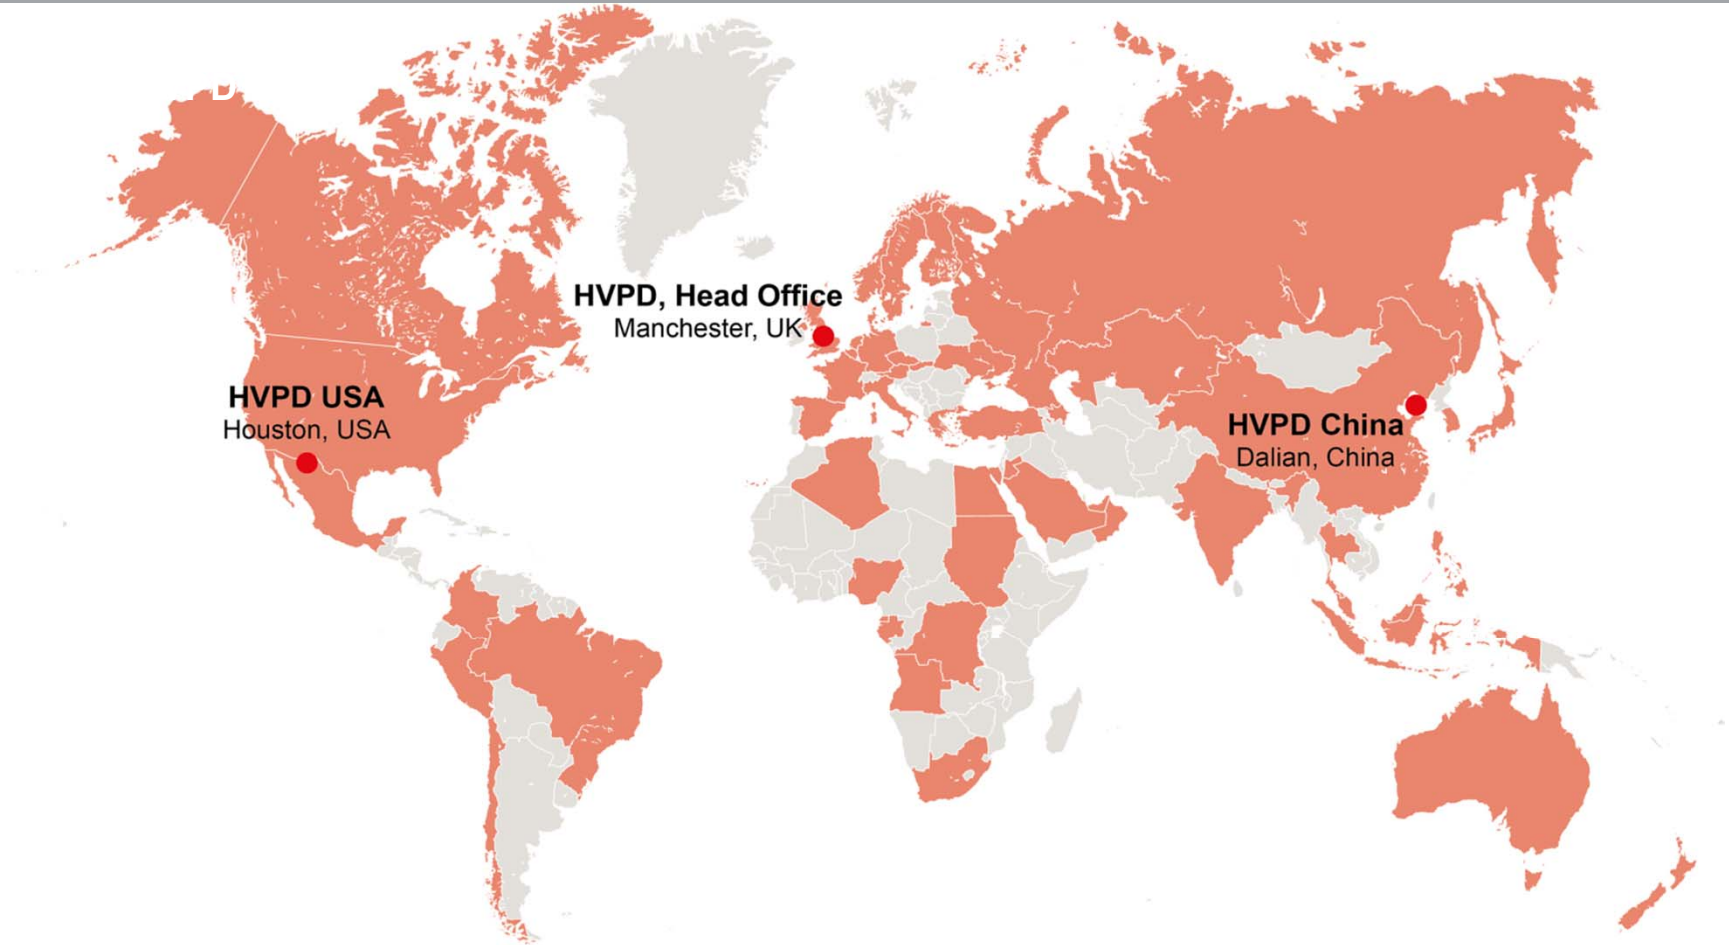 D
HVPD, Head Office
Manchester, UK
HVPD USA
Houston, USA
HVPD China
Dalian, China